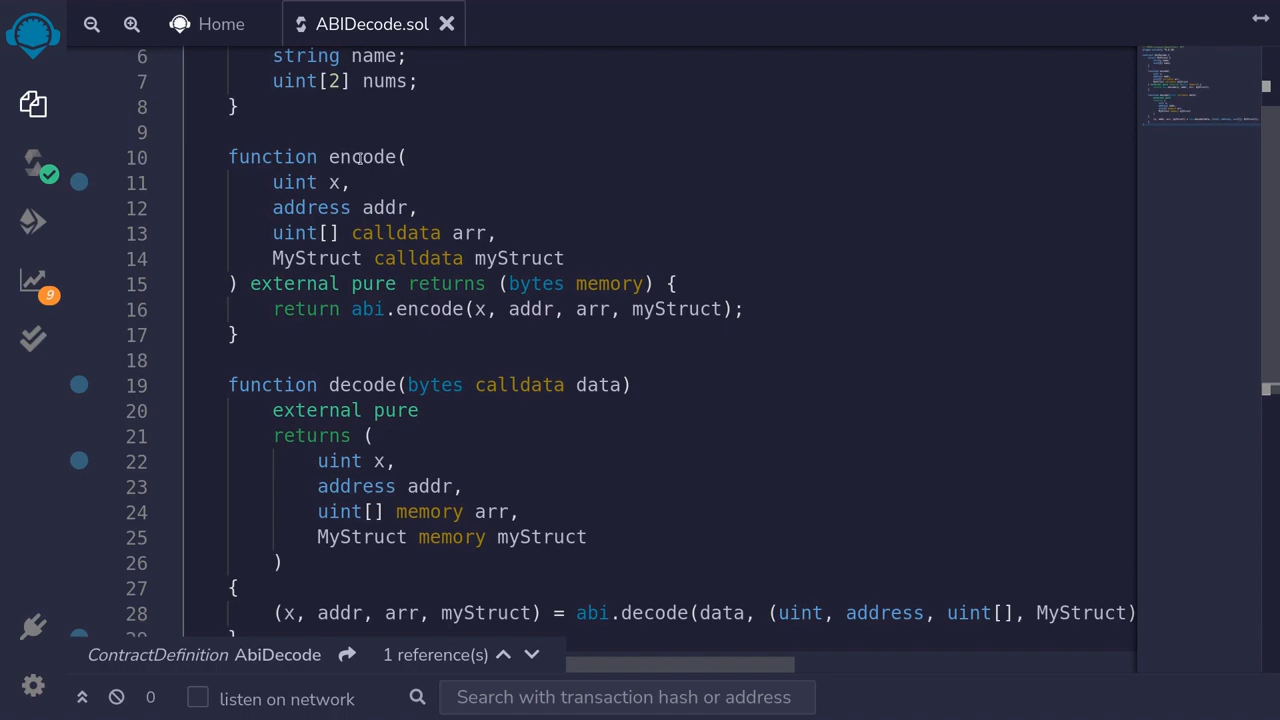 Home
ABIDecode.sol
6 string name;
7 uint[2] nums;
8 }
9
10 function encode(
11 uint x,
12 address addr,
13 uint[] calldata arr,
14 MyStruct calldata myStruct
15 ) external pure returns (bytes memory) {
16 return abi.encode(x, addr, arr, myStruct);
17 }
18
19 function decode(bytes calldata data)
20 external pure
21 returns (
22 uint x,
23 address addr,
24 uint[] memory arr,
25 MyStruct memory myStruct
26 )
27 {
28 (x, addr, arr, myStruct) = abi.decode(data, (uint, address, uint[], MyStruct)
9
ContractDefinition AbiDecode 1 reference(s)
0 listen on network Search with transaction hash or address